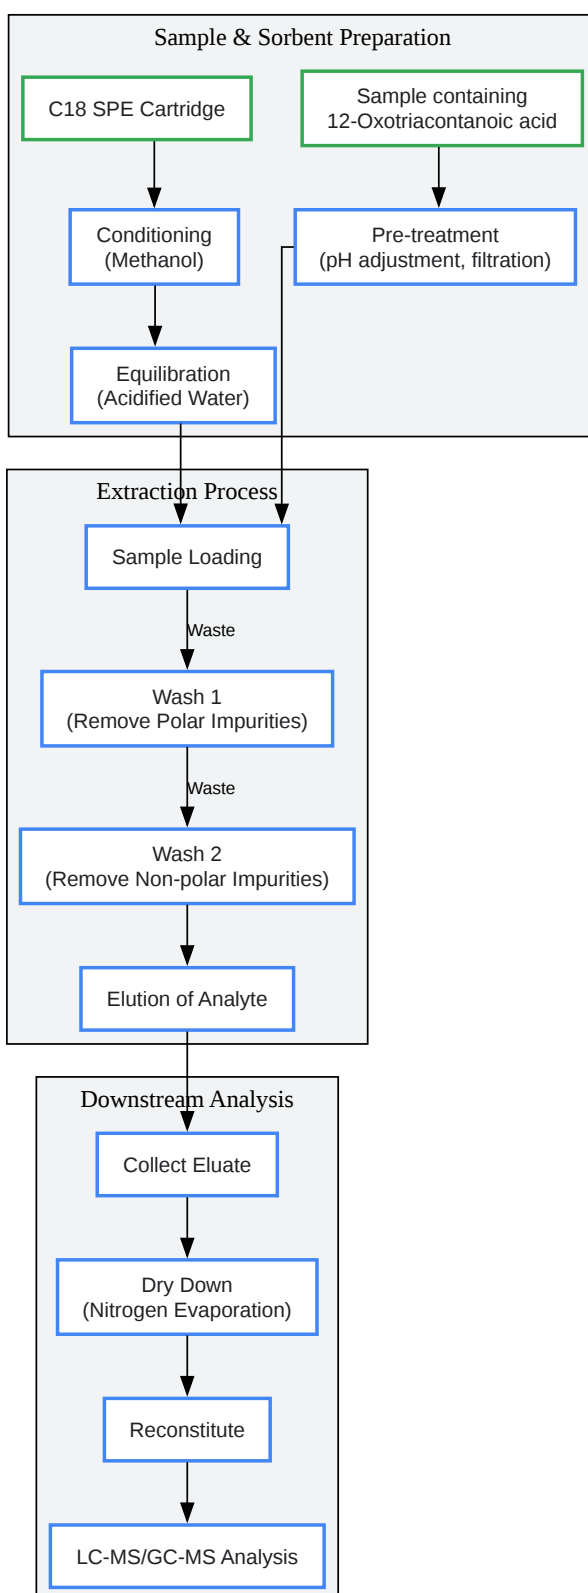 Sample & Sorbent Preparation
C18 SPE Cartridge
Sample containing
12-Oxotriacontanoic acid
Conditioning
(Methanol)
Pre-treatment
(pH adjustment, filtration)
Equilibration
(Acidified Water)
Extraction Process
Sample Loading
Waste
Wash 1
(Remove Polar Impurities)
Waste
Wash 2
(Remove Non-polar Impurities)
Elution of Analyte
Downstream Analysis
Collect Eluate
Dry Down
(Nitrogen Evaporation)
Reconstitute
LC-MS/GC-MS Analysis